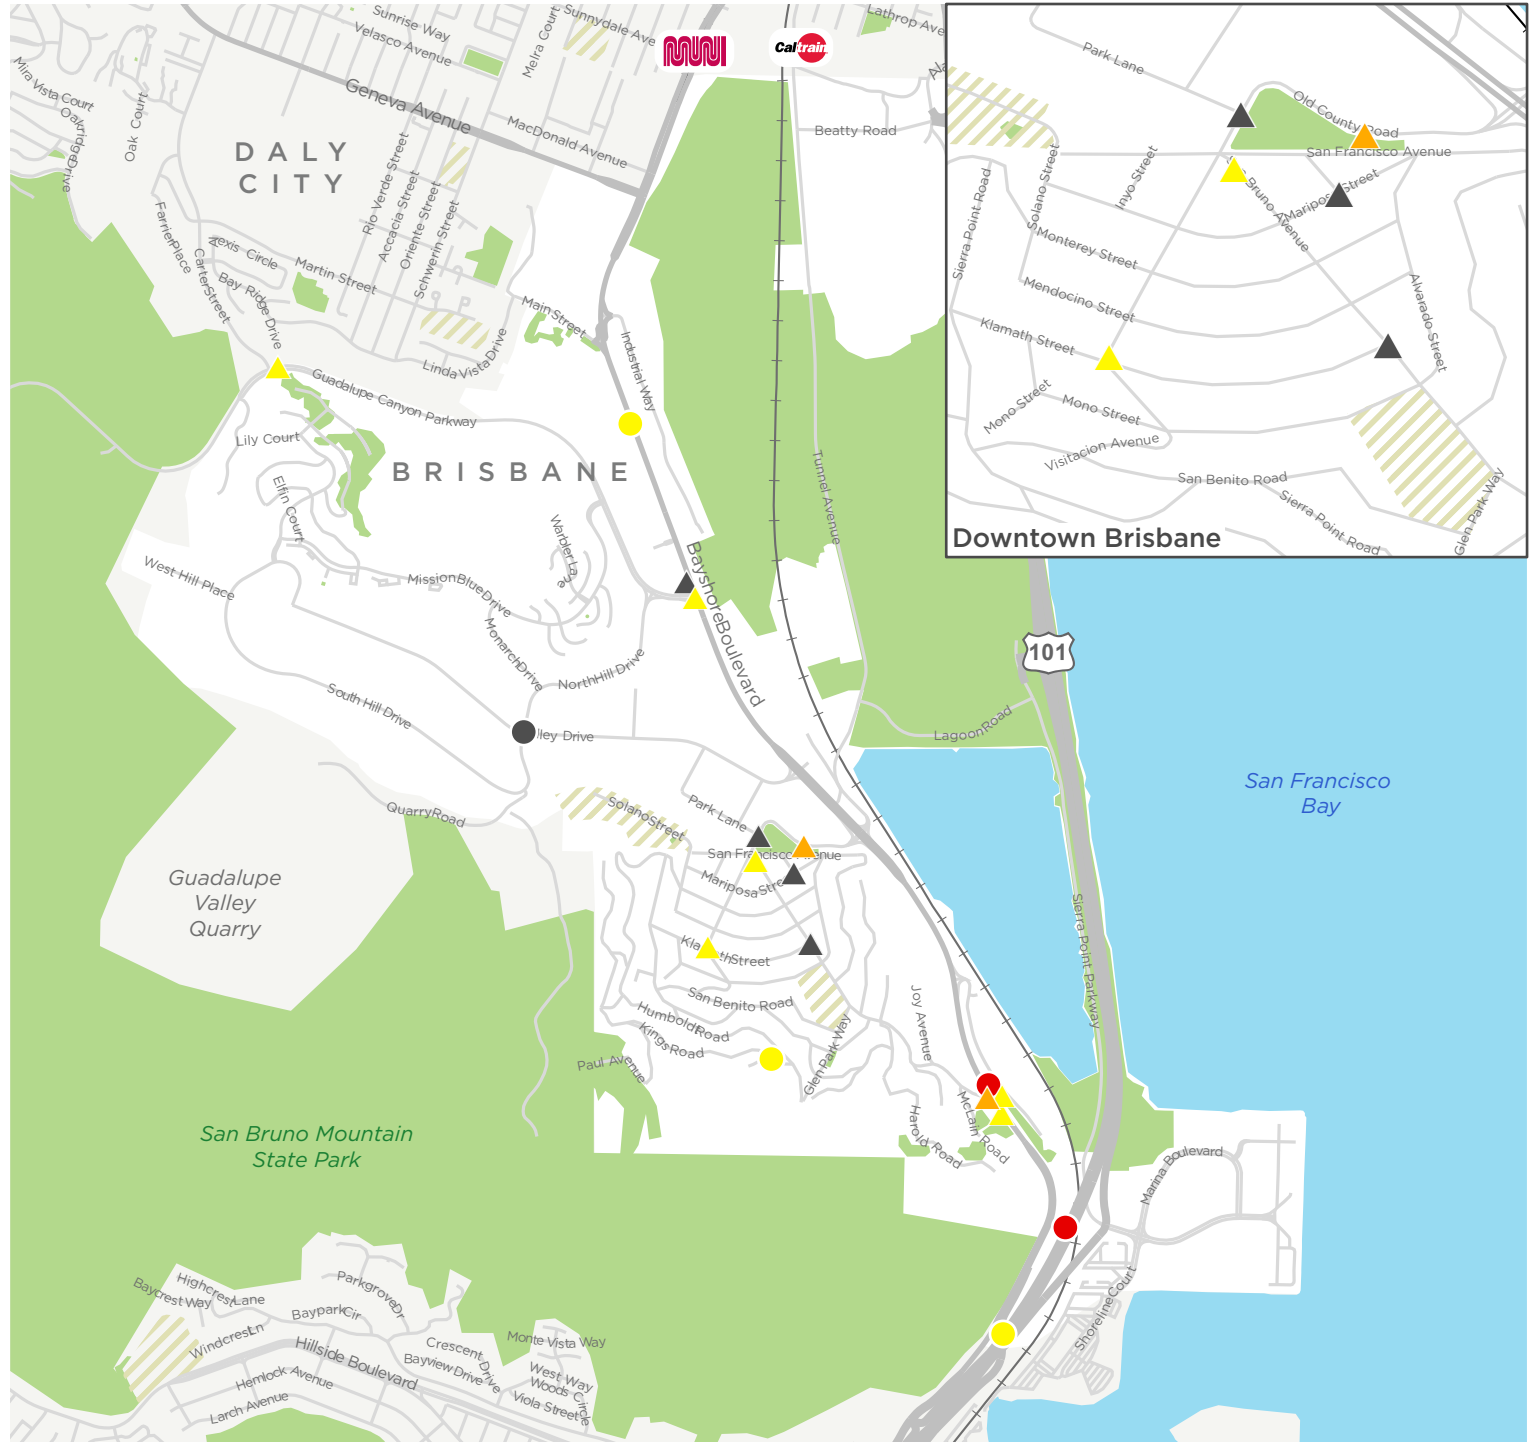 Sunrise Way
Velasco Avenue
Melra Court
Sunnydale Ave
MUNI
Caltrain
Lathrop Ave
Mira Vista Court
Oakridge Drive
Oak Court
Geneva Avenue
MacDonald Avenue
Beatty Road
DALY
CITY
Rio Verde Street
Accacia Street
Oriente Street
Schwerin Street
Farrier Place
Carter Street
Alexis Circle
Bay Ridge Drive
Martin Street
Main Street
Industrial Way
Linda Vista Drive
Guadalupe Canyon Parkway
Lily Court
BRISBANE
Elfin Court
Warbler Lane
Tunnel Avenue
West Hill Place
Mission Blue Drive
Monarch Drive
North Hill Drive
Bayshore Boulevard
South Hill Drive
lley Drive
Quarry Road
Lagoon Road
101
San Francisco
Bay
Solano Street
Park Lane
San Francisco Avenue
Mariposa Stre
Guadalupe
Valley
Quarry
Kla thStreet
San Benito Road
Humboldt Road
Kings Road
Paul Avenue
Glen Park Way
Joy Avenue
Sierra Point Parkway
McLain Road
Harold Road
San Bruno Mountain
State Park
Marina Boulevard
Shoreline Court
Highcrest Lane
Baycrest Way
Parkgrove Dr
Baypark Cir
Windcrest Ln
Hillside Boulevard
Crescent Drive
Bayview Drive
Monte Vista Way
West Way
Woods Circle
Viola Street
Hemlock Avenue
Larch Avenue
Park Lane
Old County Road
San Francisco Avenue
Solano Street
Inyo Street
Bruno Avenue
Mariposa Street
Sierra Point Road
S
Monterey Street
Mendocino Street
Klamath Street
Alvarado Street
Mono Street
Mono Street
Visitacion Avenue
San Benito Road
Sierra Point Road
Glen Park Way
Downtown Brisbane